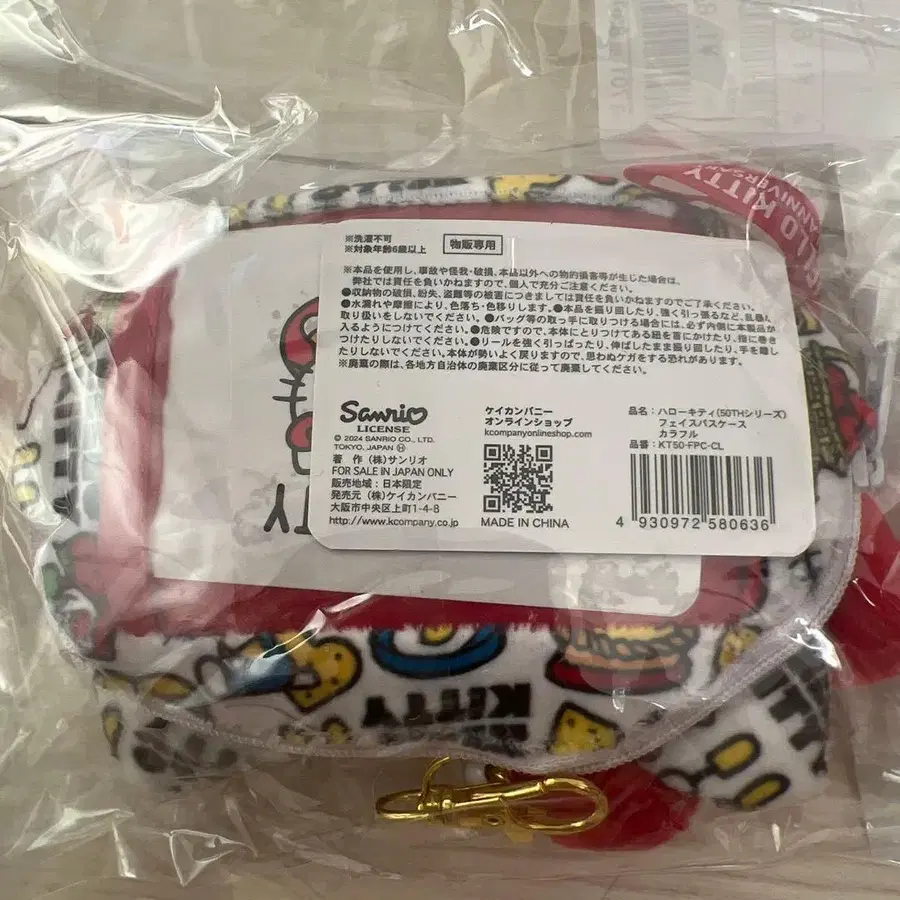 HELLO KITTY
ANNIVERSARY
※洗濯不可
※対象年齢6歳以上
物販専用
※本品を使用し、事故や怪我・破損、本品以外への物的損害等が生じた場合は、
弊社では責任を負いかねますので、個人で充分ご注意ください。
●収納物の破損、紛失、盗難等の被害につきましては責任を負いかねますのでご了承ください。
●水濡れや摩擦により、色落ち・色移りします。●本品を振り回したり、強く引っ張るなど、乱暴な
取り扱いをしないでください。●バッグ等の取っ手に取りつける場合には、必ず内側に本製品が
入るようにつけてください。●危険ですので、本体にとりつけてある紐を首にかけたり、指に巻き
つけたりしないでください。●リールを強く引っぱったり、伸ばしたまま振り回したり、手を離し
たりしないでください。本体が勢いよく戻りますので、思わぬケガをする恐れがあります。
※廃棄の際は、各地方自治体の廃棄区分に従って廃棄してください。
Sanrio
LICENSE
© 2024 SANRIO CO., LTD.
TOKYO, JAPAN Ⓗ
著 作 (株)サンリオ
FOR SALE IN JAPAN ONLY
販売地域:日本限定
発売元 (株)ケイカンパニー
大阪市中央区上町1-4-8
http://www.kcompany.co.jp
ケイカンパニー
オンラインショップ
kcompanyonlineshop.com
MADE IN CHINA
品名:ハローキティ(50THシリーズ)
フェイスパスケース
カラフル
品番:KT50-FPC-CL
4 930972 580636
KITTY